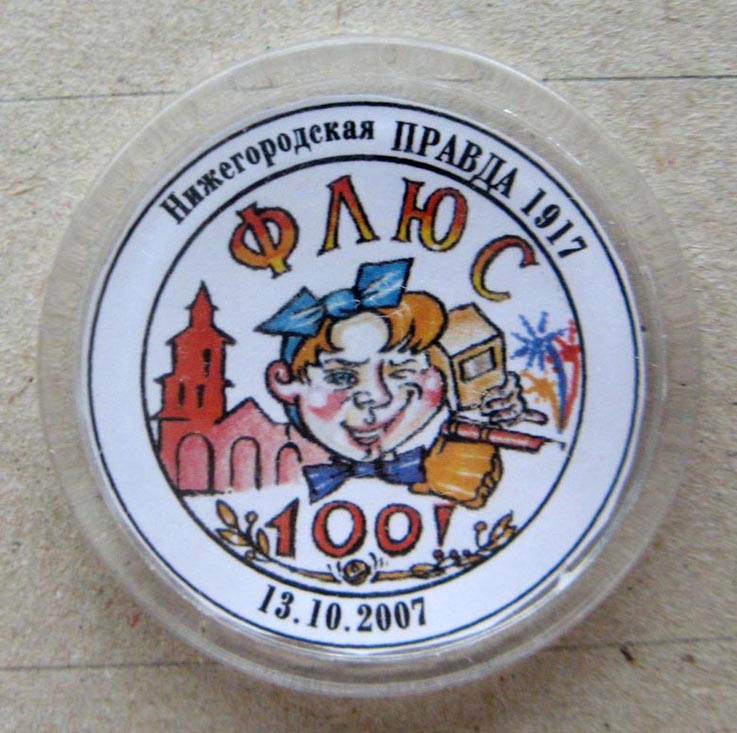 Нижегородская ПРАВДА 1917
ФЛЮС
100!
13.10.2007